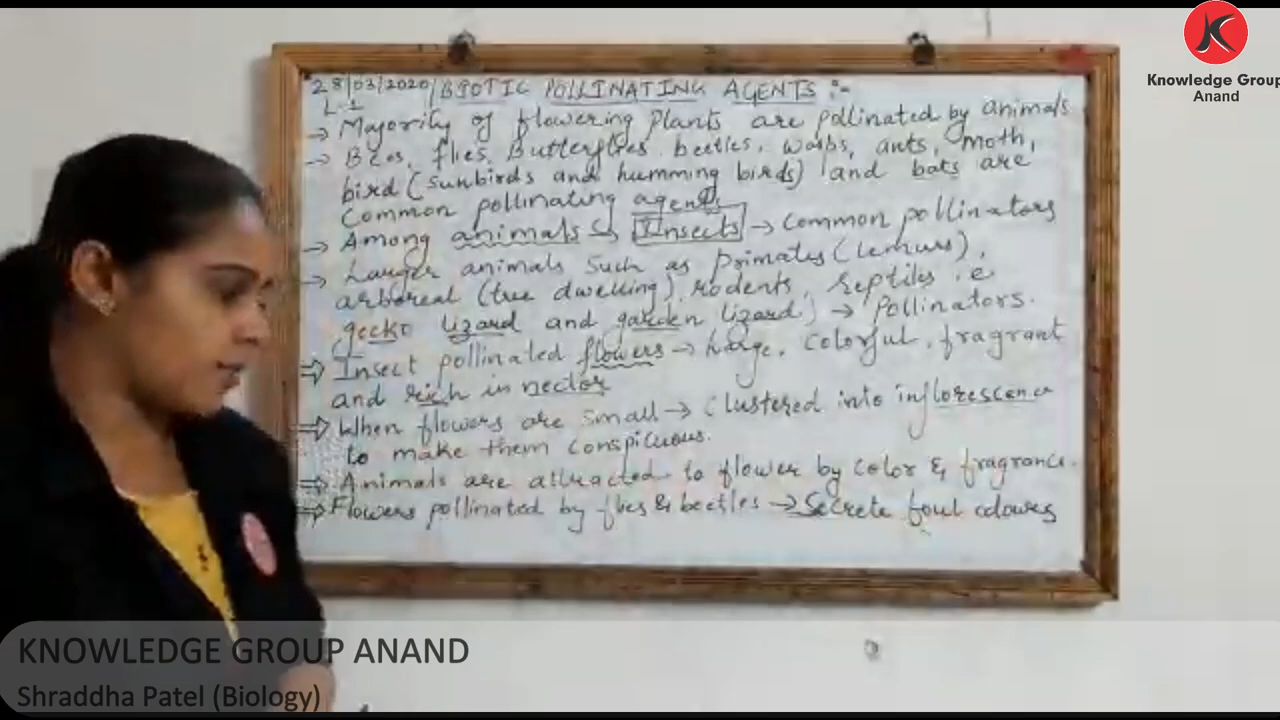 Knowledge Group
Anand
28/03/2020/ BIOTIC POLLINATING AGENTS :-
L-1
→ Majority of flowering plants are pollinated by animals
→ Bees, flies, Butterflies, beetles, wasbs, ants, moth,
bird (sunbirds and humming birds) and bats are
Common pollinating agents
→ Among animals ↳ Insects → Common pollinators
→ Larger animals such as Primates (lemurs),
arboreal (tree dwelling), rodents, reptiles i.e
gecko lizard and garden lizard) → Pollinators.
⇒ Insect pollinated flowers → Large, Colorful, fragrant
and rich in nector
⇒ When flowers are small → Clustered into inflorescence
to make them conspicuous.
⇒ Animals are attracted to flower by color & fragrance.
⇒ Flowers pollinated by flies & beetles → Secrete foul odours
KNOWLEDGE GROUP ANAND
Shraddha Patel (Biology)